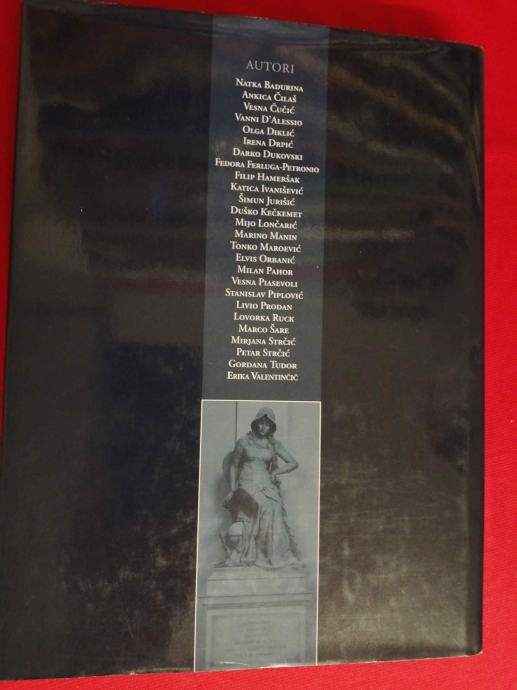 AUTORI
NATKA BADURINA
ANKICA ČILAŠ
VESNA ČUČIĆ
VANNI D'ALESSIO
OLGA DIKLIĆ
IRENA DRPIĆ
DARKO DUKOVSKI
FEDORA FERLUGA-PETRONIO
FILIP HAMERŠAK
KATICA IVANIŠEVIĆ
ŠIMUN JURIŠIĆ
DUŠKO KEČKEMET
MIJO LONČARIĆ
MARINO MANIN
TONKO MAROEVIĆ
ELVIS ORBANIĆ
MILAN PAHOR
VESNA PIASEVOLI
STANISLAV PIPLOVIĆ
LIVIO PRODAN
LOVORKA RUCK
MARCO ŠARE
MIRJANA STRČIĆ
PETAR STRČIĆ
GORDANA TUDOR
ERIKA VALENTINČIČ